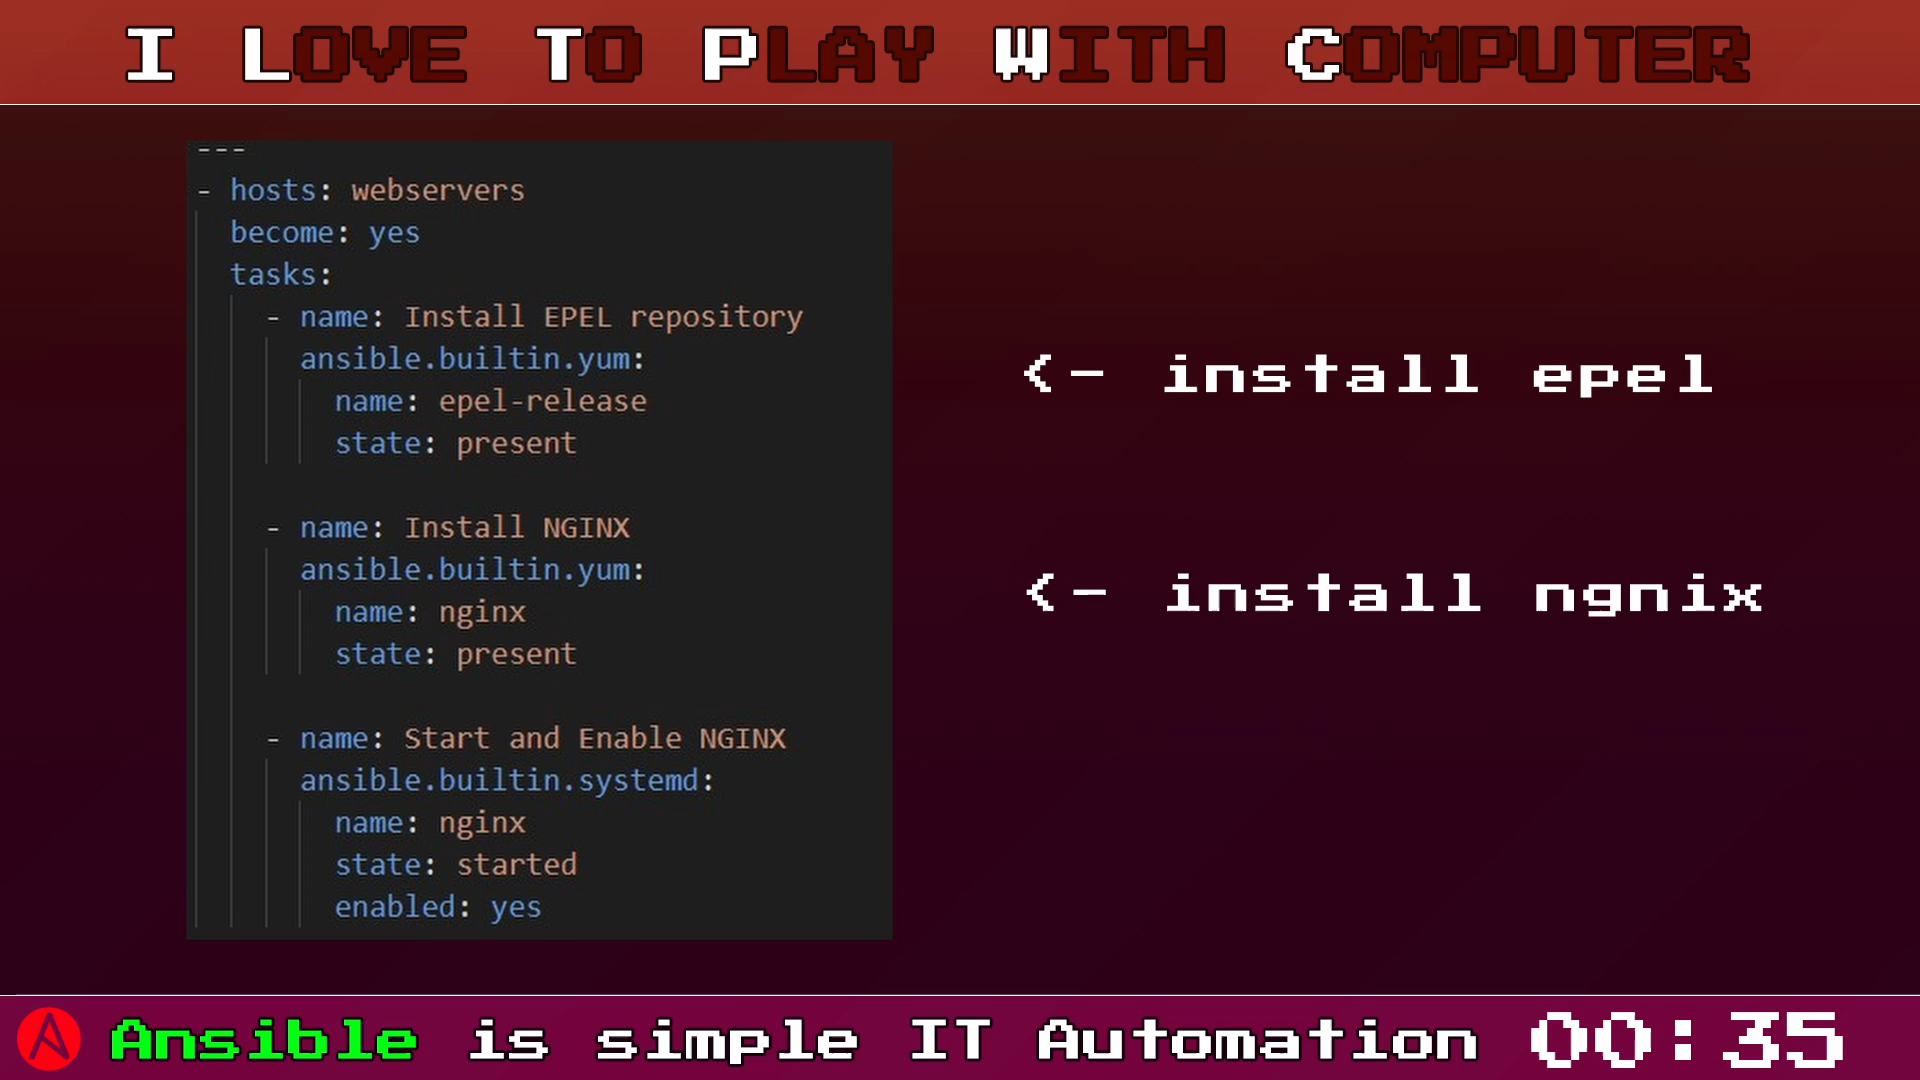 I LOVE TO PLAY WITH COMPUTER
---
- hosts: webservers
become: yes
tasks:
- name: Install EPEL repository
ansible.builtin.yum:
name: epel-release
state: present
<- install epel
- name: Install NGINX
ansible.builtin.yum:
name: nginx
state: present
<- install ngnix
- name: Start and Enable NGINX
ansible.builtin.systemd:
name: nginx
state: started
enabled: yes
Ansible is simple IT Automation 00:35